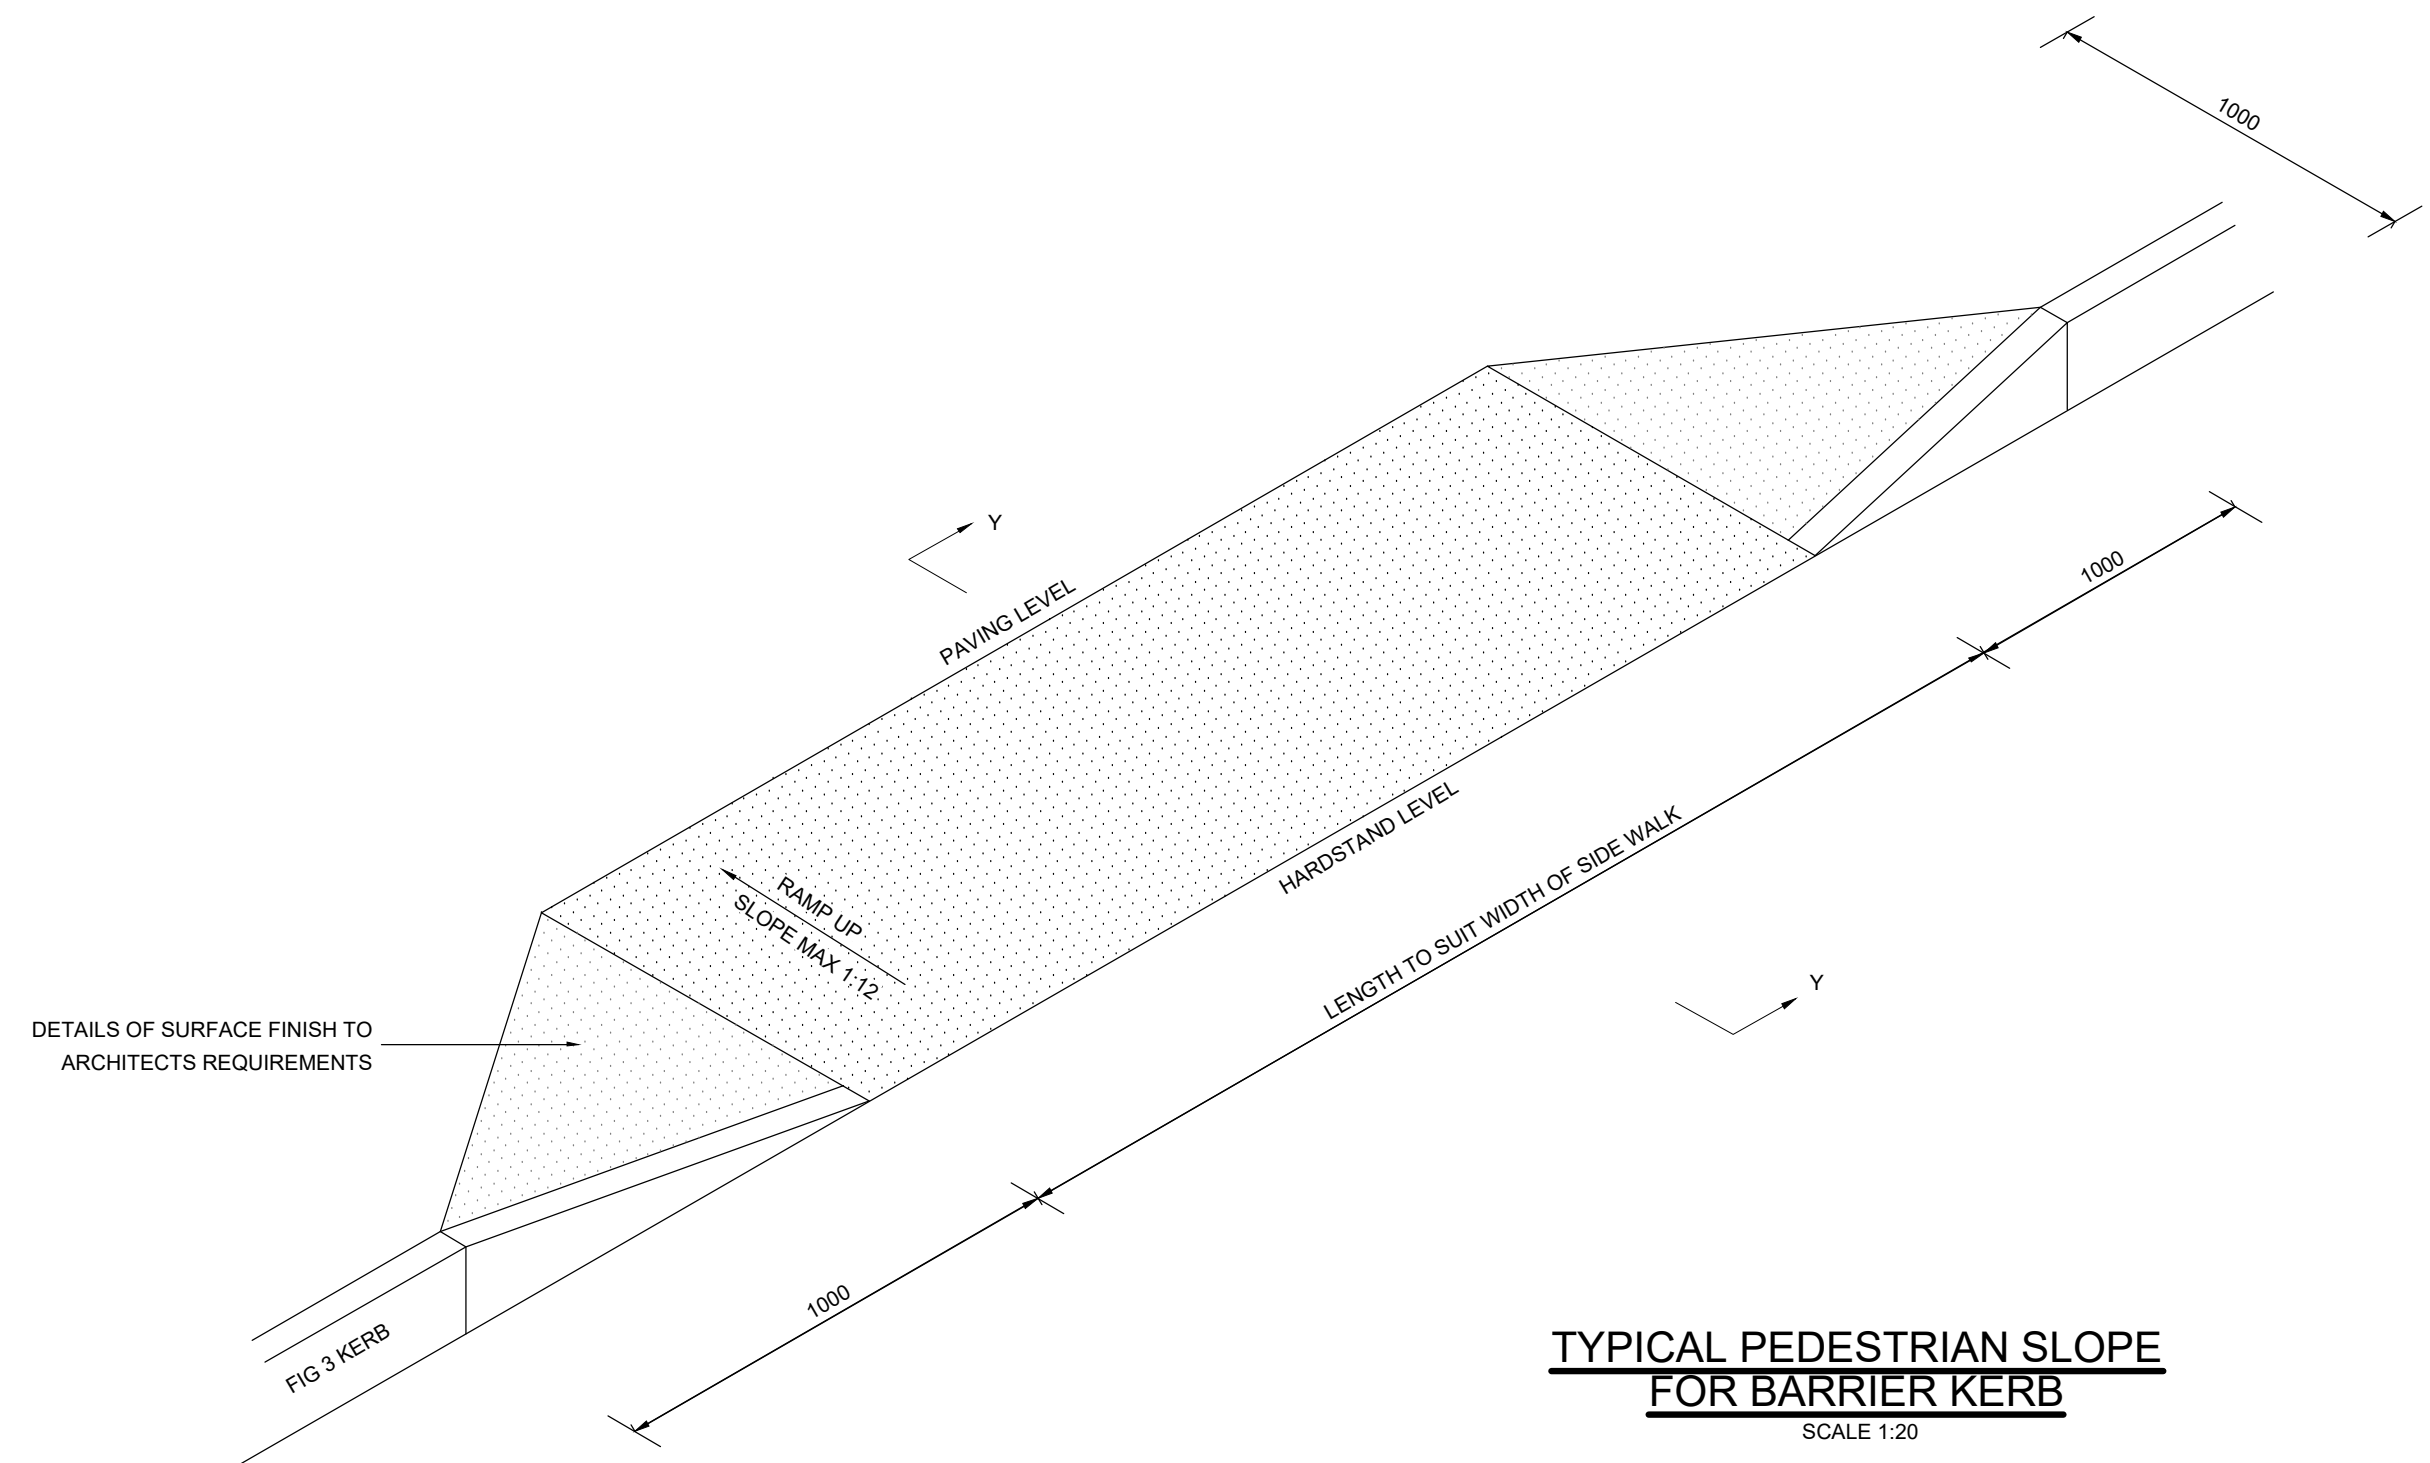 1000
Y
PAVING LEVEL
1000
HARDSTAND LEVEL
LENGTH TO SUIT WIDTH OF SIDE WALK
RAMP UP
SLOPE MAX 1:12
Y
DETAILS OF SURFACE FINISH TO
ARCHITECTS REQUIREMENTS
1000
FIG 3 KERB
TYPICAL PEDESTRIAN SLOPE
FOR BARRIER KERB
SCALE 1:20